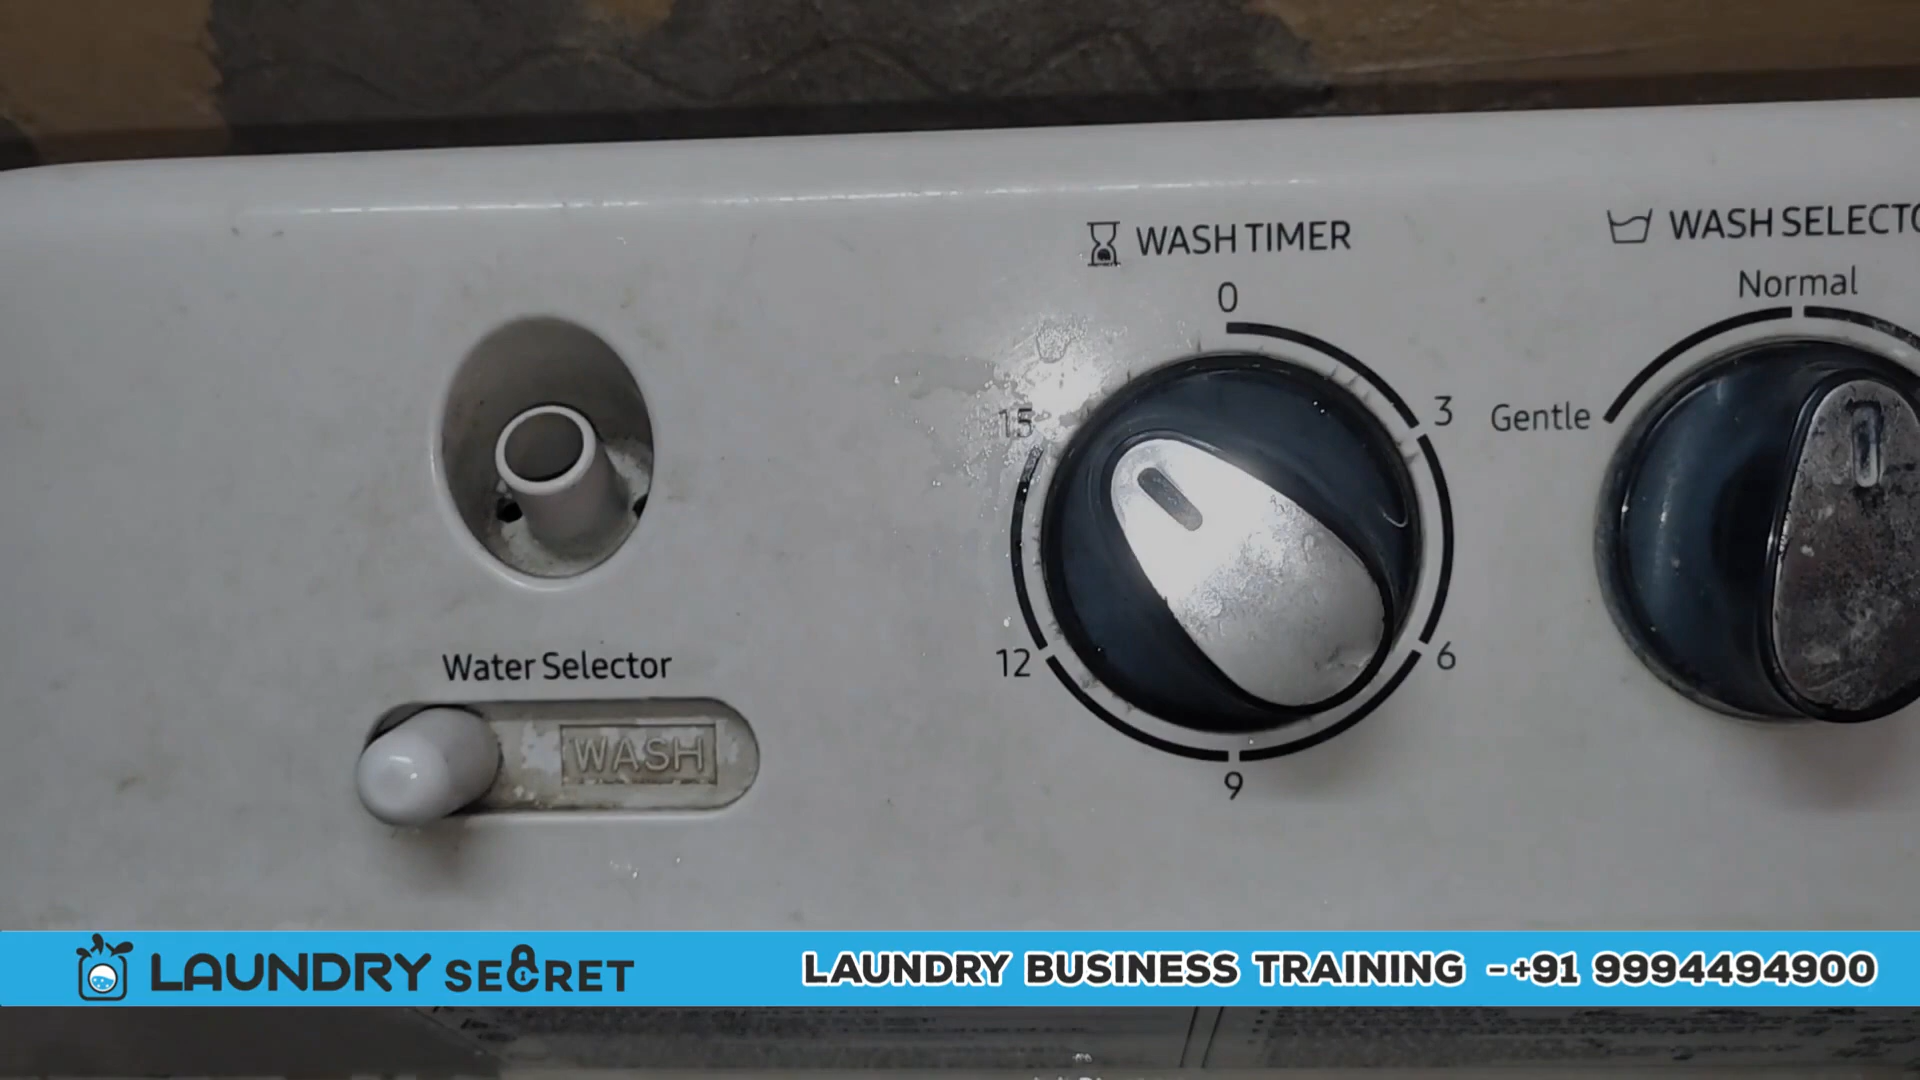 WASH TIMER
WASH SELECTO
Normal
0
15
3
Gentle
12
6
9
Water Selector
WASH
LAUNDRY SECRET
LAUNDRY BUSINESS TRAINING -+91 9994494900